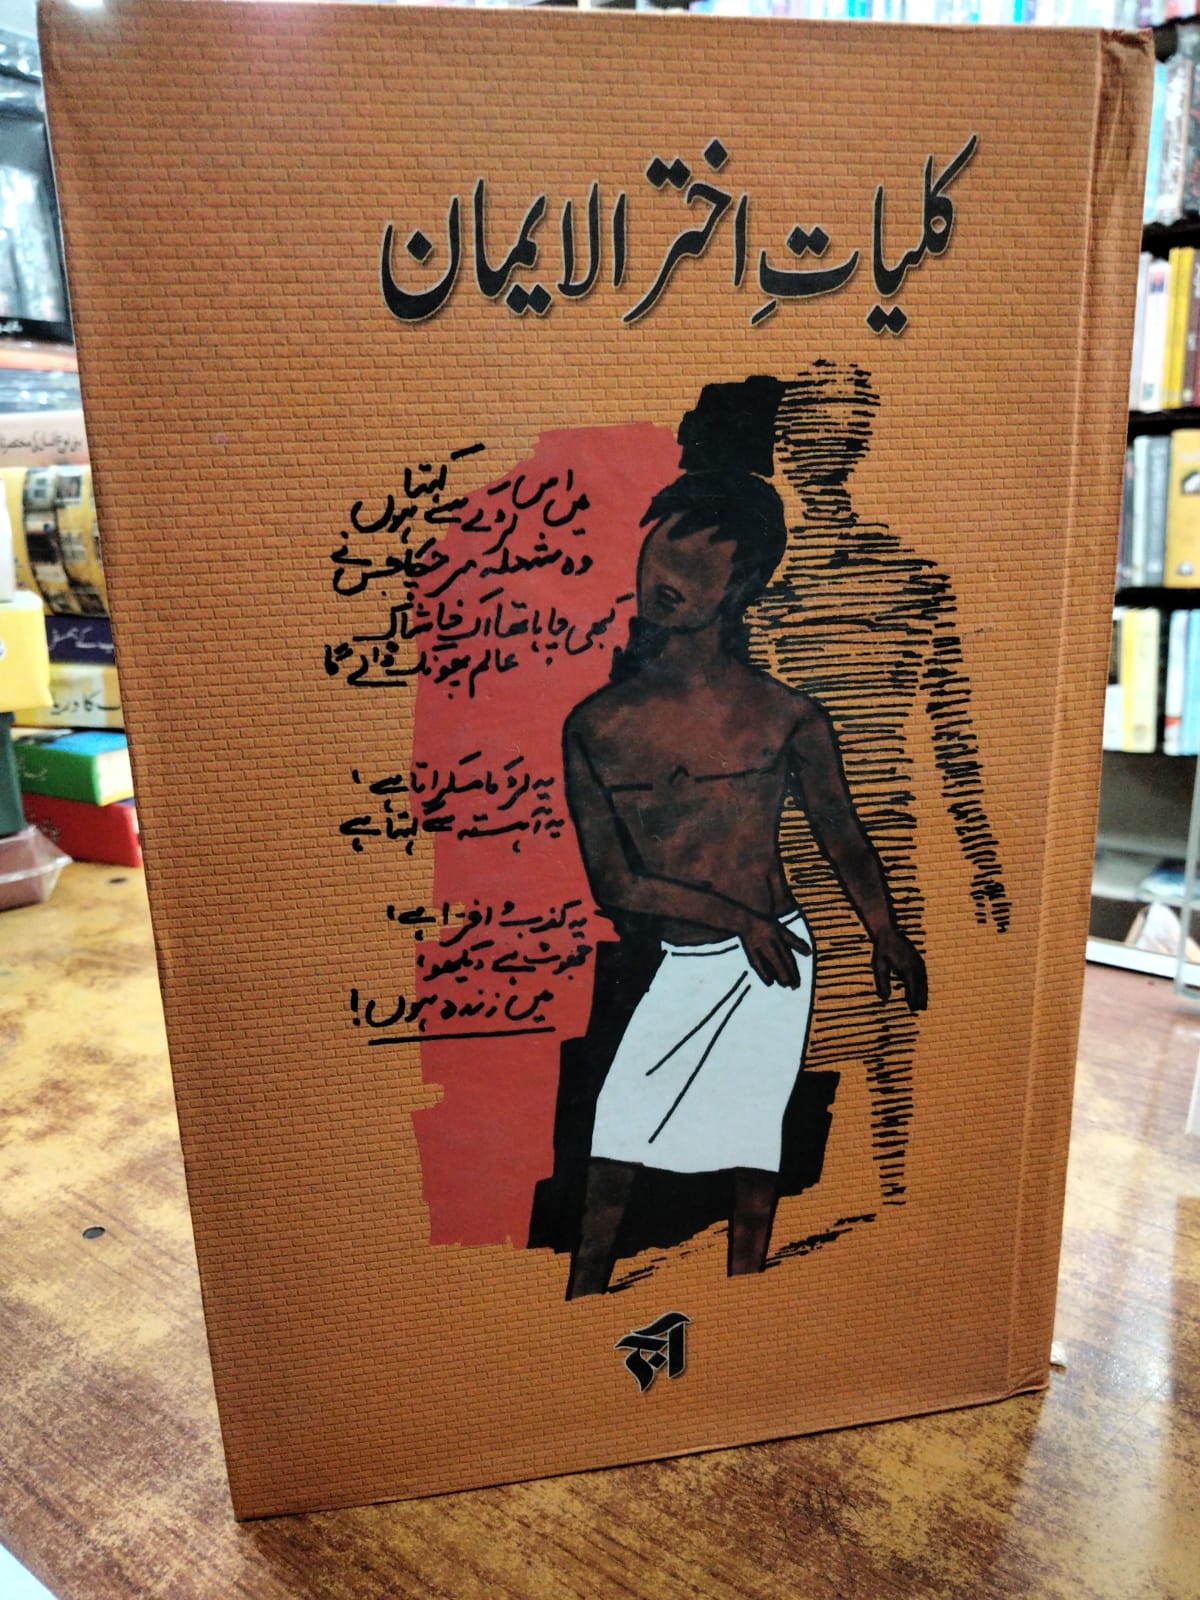 کلیاتِ اختر الایمان
میں اس لڑکے سے کہتا ہوں
وہ شعلہ مر چکا جس نے
کبھی چاہا تھا اک خاشاکِ
عالم پھونک ڈالے گا
یہ لڑکا مسکراتا ہے،
یہ آہستہ سے کہتا ہے
یہ کذب و افترا ہے،
جھوٹ ہے دیکھو،
میں زندہ ہوں!